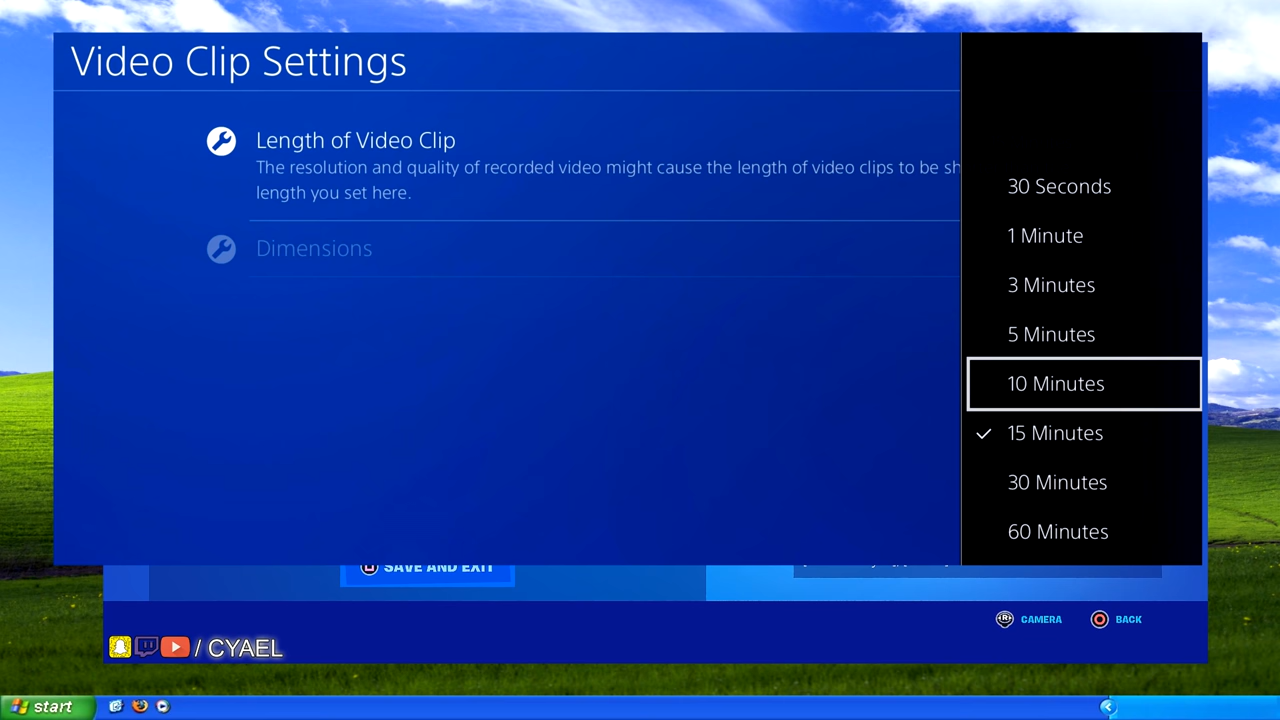 Video Clip Settings
Length of Video Clip
The resolution and quality of recorded video might cause the length of video clips to be sh
length you set here.
Dimensions
30 Seconds
1 Minute
3 Minutes
5 Minutes
10 Minutes
15 Minutes
30 Minutes
60 Minutes
SAVE AND EXIT
R CAMERA
BACK
/ CYAEL
start